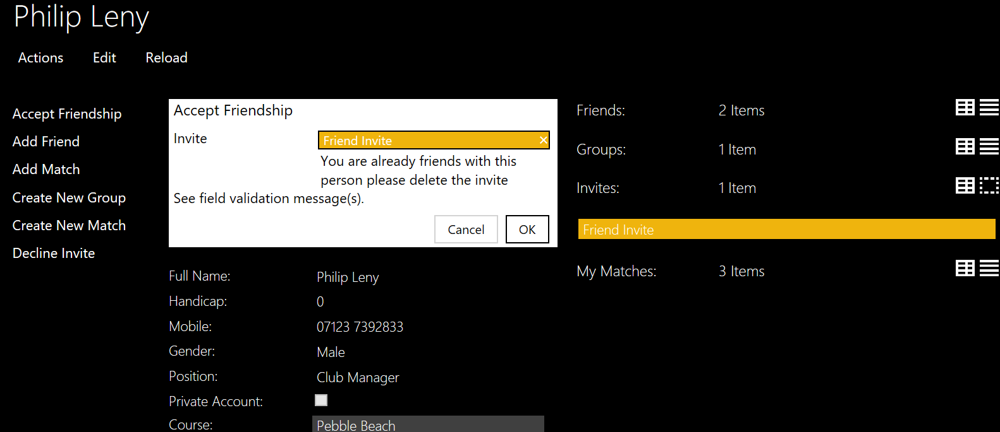 Philip Leny
Actions Edit Reload
Accept Friendship
Add Friend
Add Match
Create New Group
Create New Match
Decline Invite
Accept Friendship
Invite Friend Invite ×
You are already friends with this
person please delete the invite
See field validation message(s).
Cancel OK
Full Name: Philip Leny
Handicap: 0
Mobile: 07123 7392833
Gender: Male
Position: Club Manager
Private Account:
Course: Pebble Beach
Friends: 2 Items
Groups: 1 Item
Invites: 1 Item
Friend Invite
My Matches: 3 Items